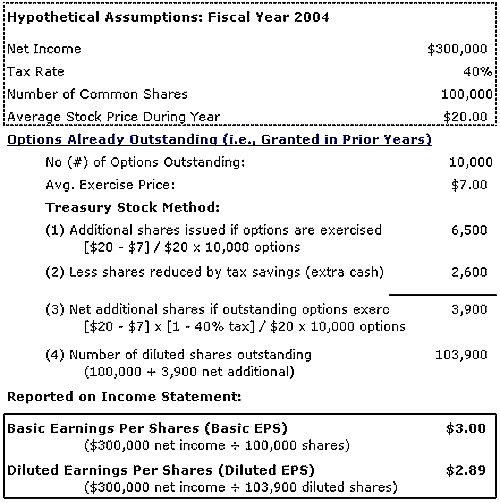 Hypothetical Assumptions: Fiscal Year 2004
Net Income $300,000
Tax Rate 40%
Number of Common Shares 100,000
Average Stock Price During Year $20.00
Options Already Outstanding (i.e., Granted in Prior Years)
No (#) of Options Outstanding: 10,000
Avg. Exercise Price: $7.00
Treasury Stock Method:
(1) Additional shares issued if options are exercised 6,500
[$20 - $7] / $20 x 10,000 options
(2) Less shares reduced by tax savings (extra cash) 2,600
(3) Net additional shares if outstanding options exerc 3,900
[$20 - $7] x [1 - 40% tax] / $20 x 10,000 options
(4) Number of diluted shares outstanding 103,900
(100,000 + 3,900 net additional)
Reported on Income Statement:
Basic Earnings Per Shares (Basic EPS) $3.00
($300,000 net income ÷ 100,000 shares)
Diluted Earnings Per Shares (Diluted EPS) $2.89
($300,000 net income ÷ 103,900 diluted shares)